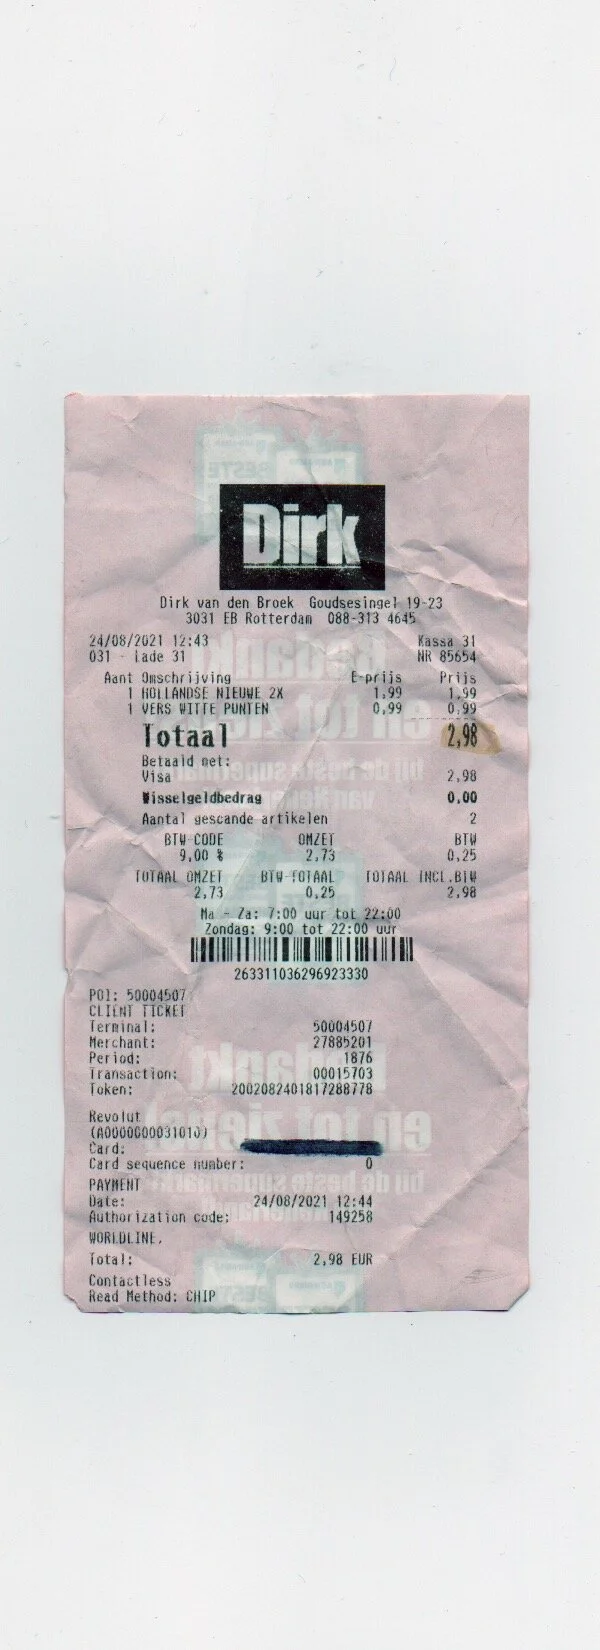 Dirk
Dirk van den Broek Goudsesingel 19-23
3031 EB Rotterdam 088-313 4645
24/08/2021 12:43 Kassa 31
031 - Lade 31 NR 85654
Aant Omschrijving E-prijs Prijs
1 HOLLANDSE NIEUWE 2X 1,99 1,99
1 VERS WITTE PUNTEN 0,99 0,99
Totaal 2,98
Betaald met:
Visa 2,98
Wisselgeldbedrag 0,00
Aantal gescande artikelen 2
BTW-CODE OMZET BTW
9,00 % 2,73 0,25
TOTAAL OMZET BTW-TOTAAL TOTAAL INCL.BTW
2,73 0,25 2,98
Ma - Za: 7:00 uur tot 22:00
Zondag: 9:00 tot 22:00 uur
263311036296923330
POI: 50004507
CLIENT TICKET
Terminal: 50004507
Merchant: 27885201
Period: 1876
Transaction: 00015703
Token: 2002082401817288778
Revolut
(A0000000031010)
Card:
Card sequence number: 0
PAYMENT
Date: 24/08/2021 12:44
Authorization code: 149258
WORLDLINE,
Total: 2,98 EUR
Contactless
Read Method: CHIP